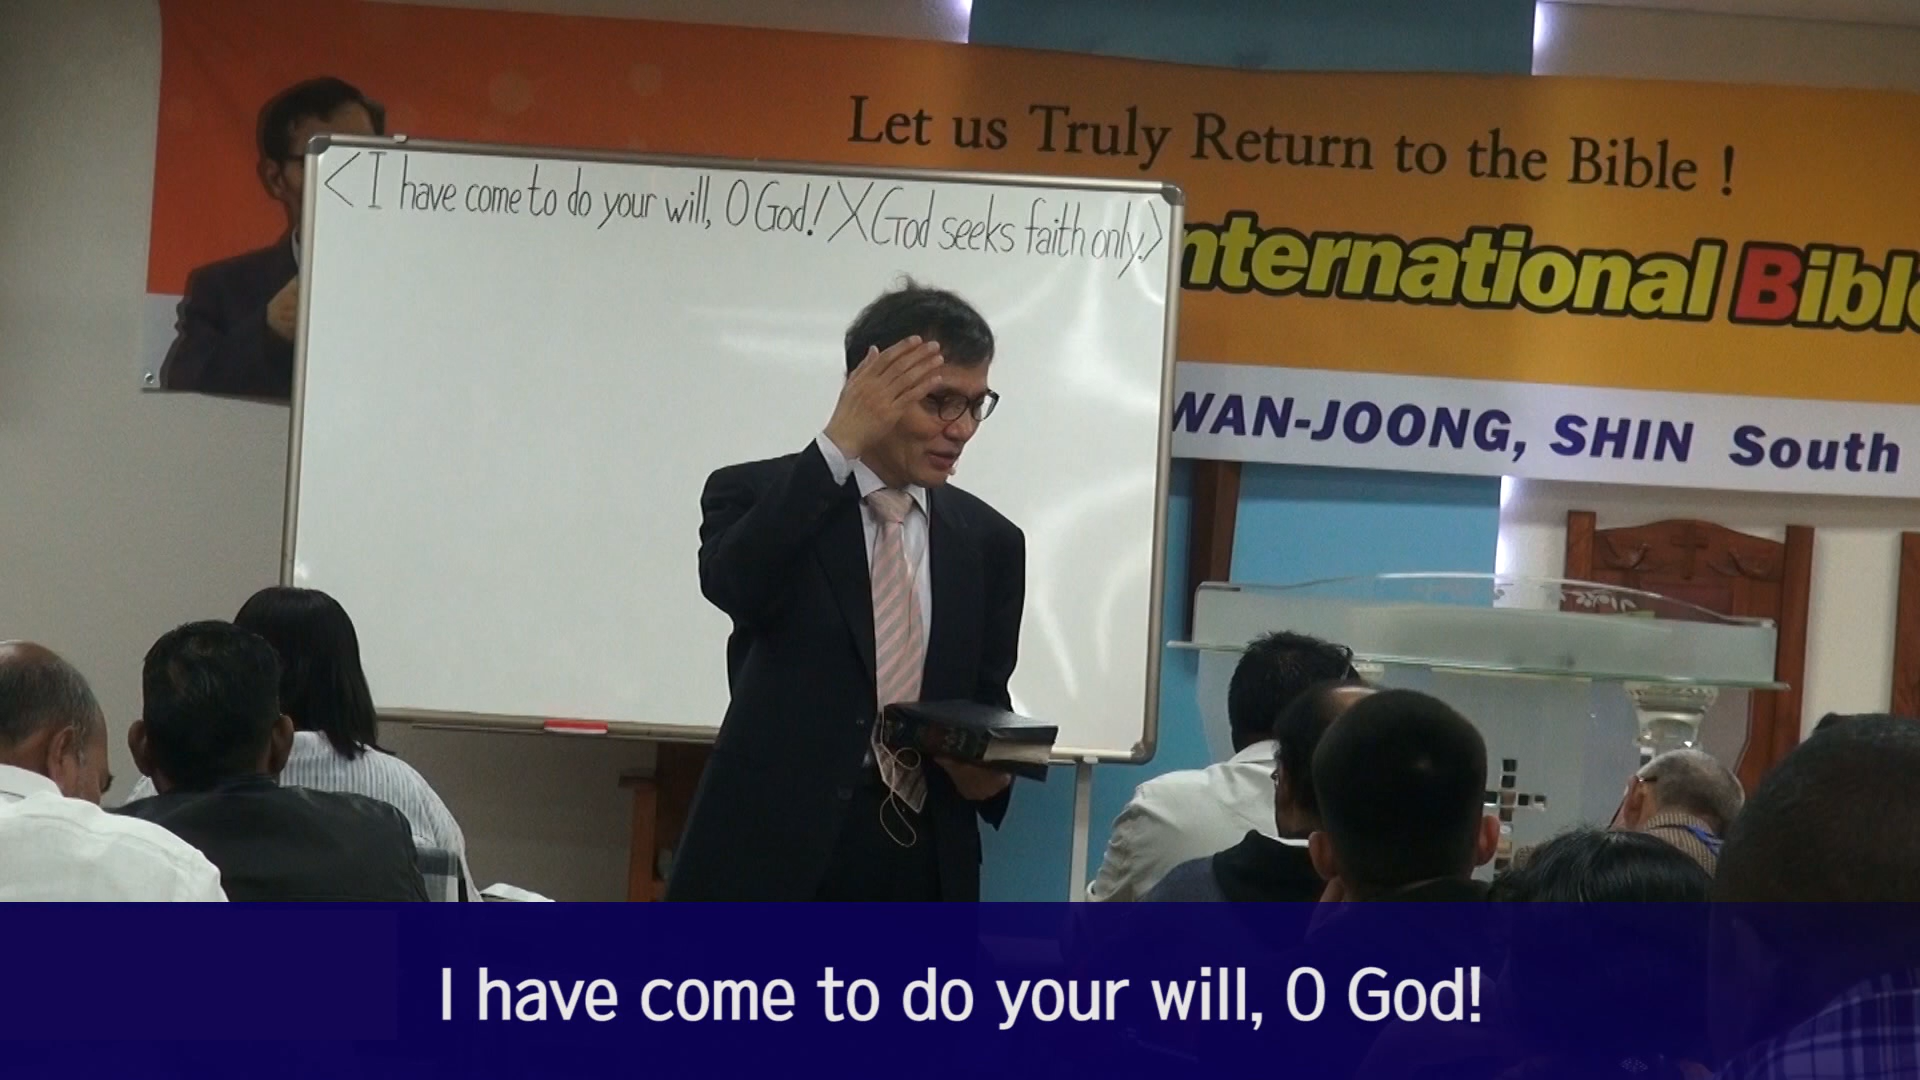 Let us Truly Return to the Bible !
<I have come to do your will, O God!><God seeks faith only.>
nternational Bibl
WAN-JOONG, SHIN South
I have come to do your will, O God!